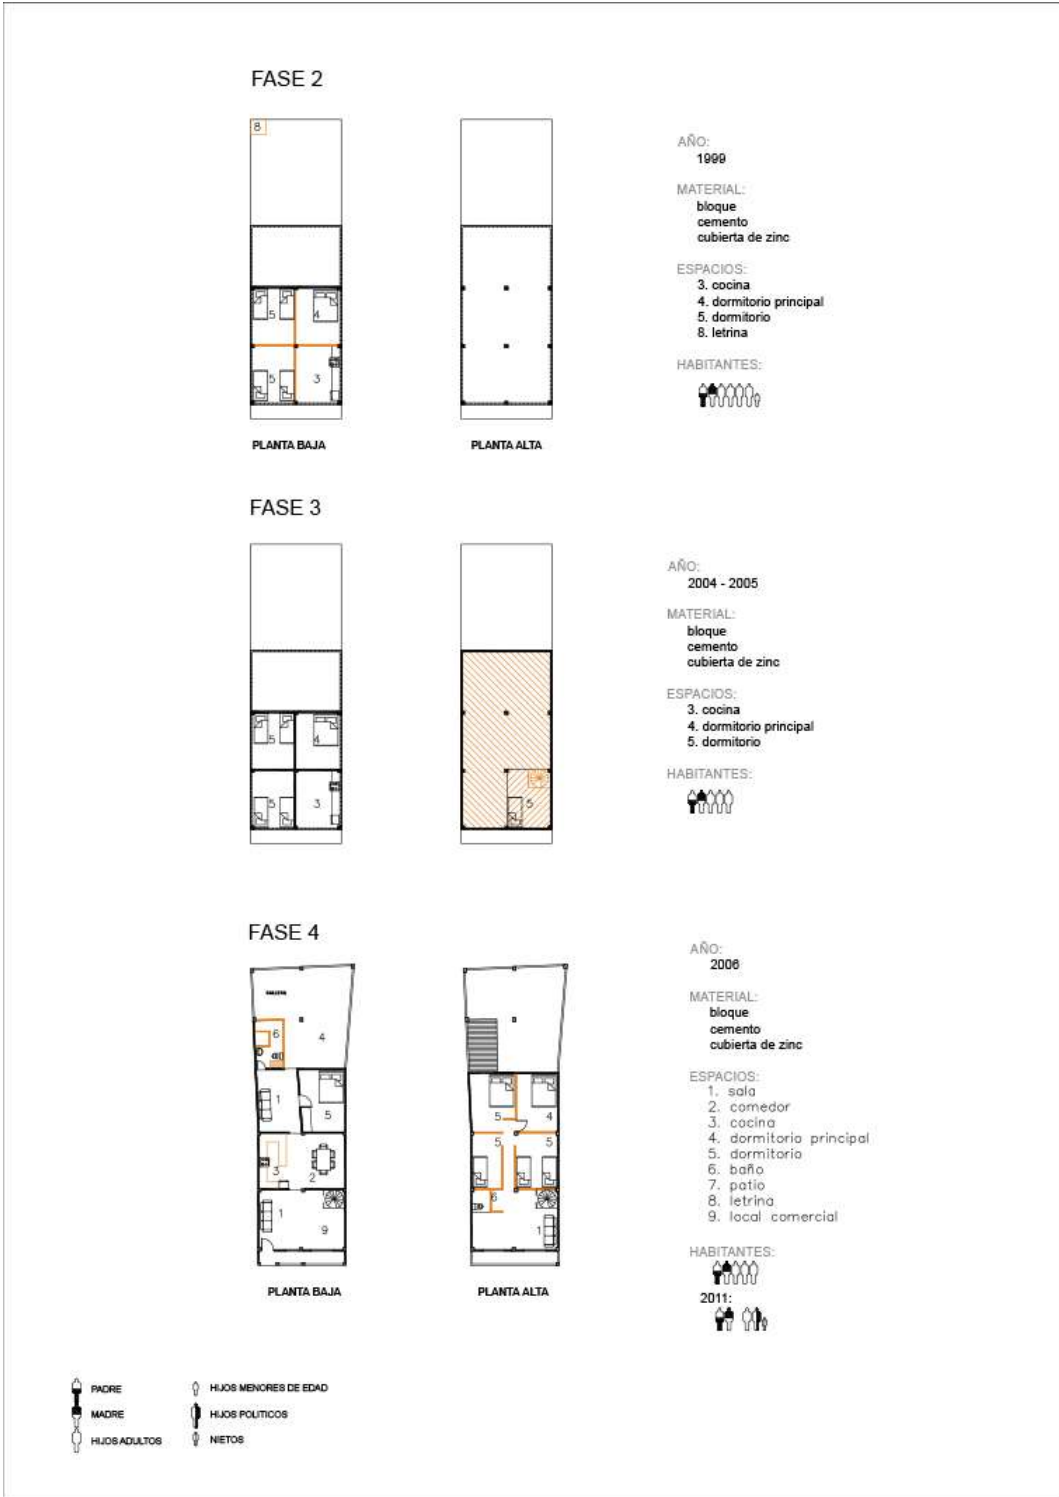 FASE 2
8
AÑO:
1999
MATERIAL:
bloque
cemento
cubierta de zinc
ESPACIOS:
3. cocina
4. dormitorio principal
5. dormitorio
8. letrina
HABITANTES:
5 4
5 3
PLANTA BAJA PLANTA ALTA
FASE 3
AÑO:
2004 - 2005
MATERIAL:
bloque
cemento
cubierta de zinc
ESPACIOS:
3. cocina
4. dormitorio principal
5. dormitorio
HABITANTES:
5 4
5 3 5
FASE 4
AÑO:
2006
MATERIAL:
bloque
cemento
cubierta de zinc
ESPACIOS:
1. sala
2. comedor
3. cocina
4. dormitorio principal
5. dormitorio
6. baño
7. patio
8. letrina
9. local comercial
HABITANTES:
2011:
6 4
1 5 5 4
3 2 5 5
6
1 9 1
PLANTA BAJA PLANTA ALTA
PADRE HIJOS MENORES DE EDAD
MADRE HIJOS POLITICOS
HIJOS ADULTOS NIETOS